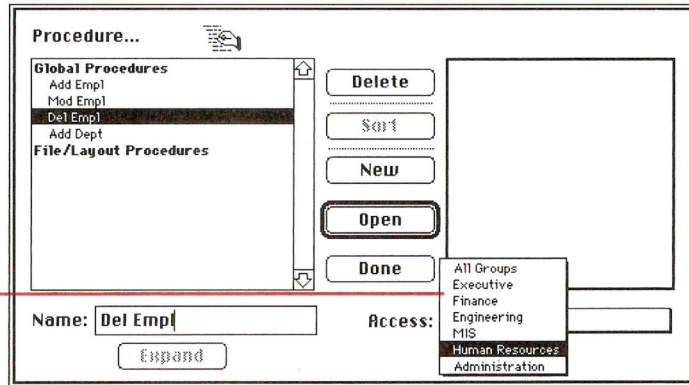 Procedure...
Global Procedures
Add Empl
Mod Empl
Del Empl
Add Dept
File/Layout Procedures
Delete
Sort
New
Open
Done
All Groups
Executive
Finance
Engineering
MIS
Human Resources
Administration
Name: Del Empl
Access:
Expand